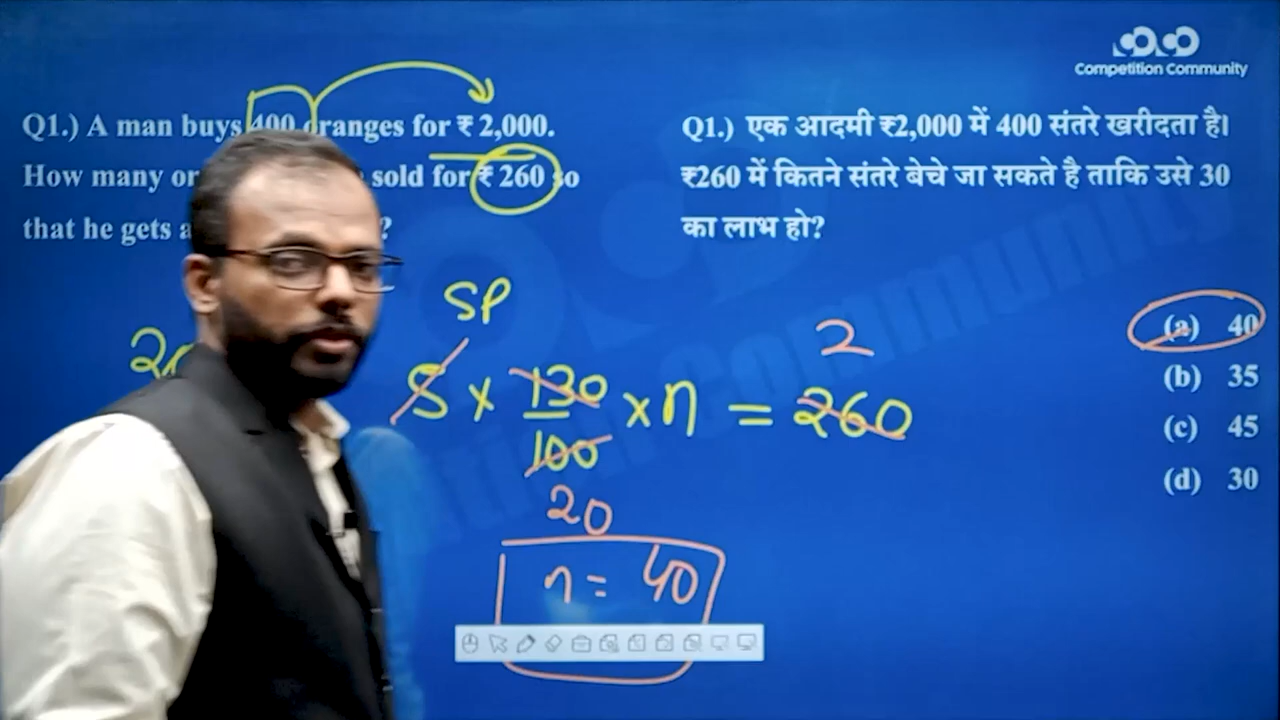 Competition Community
Q1.) A man buys 400 oranges for ₹ 2,000.
How many or sold for ₹ 260 so
that he gets a ?
Q1.) एक आदमी ₹2,000 में 400 संतरे खरीदता है।
₹260 में कितने संतरे बेचे जा सकते है ताकि उसे 30
का लाभ हो?
SP
5 x 130/100 x n = 260
2
20
n = 40
(a) 40
(b) 35
(c) 45
(d) 30